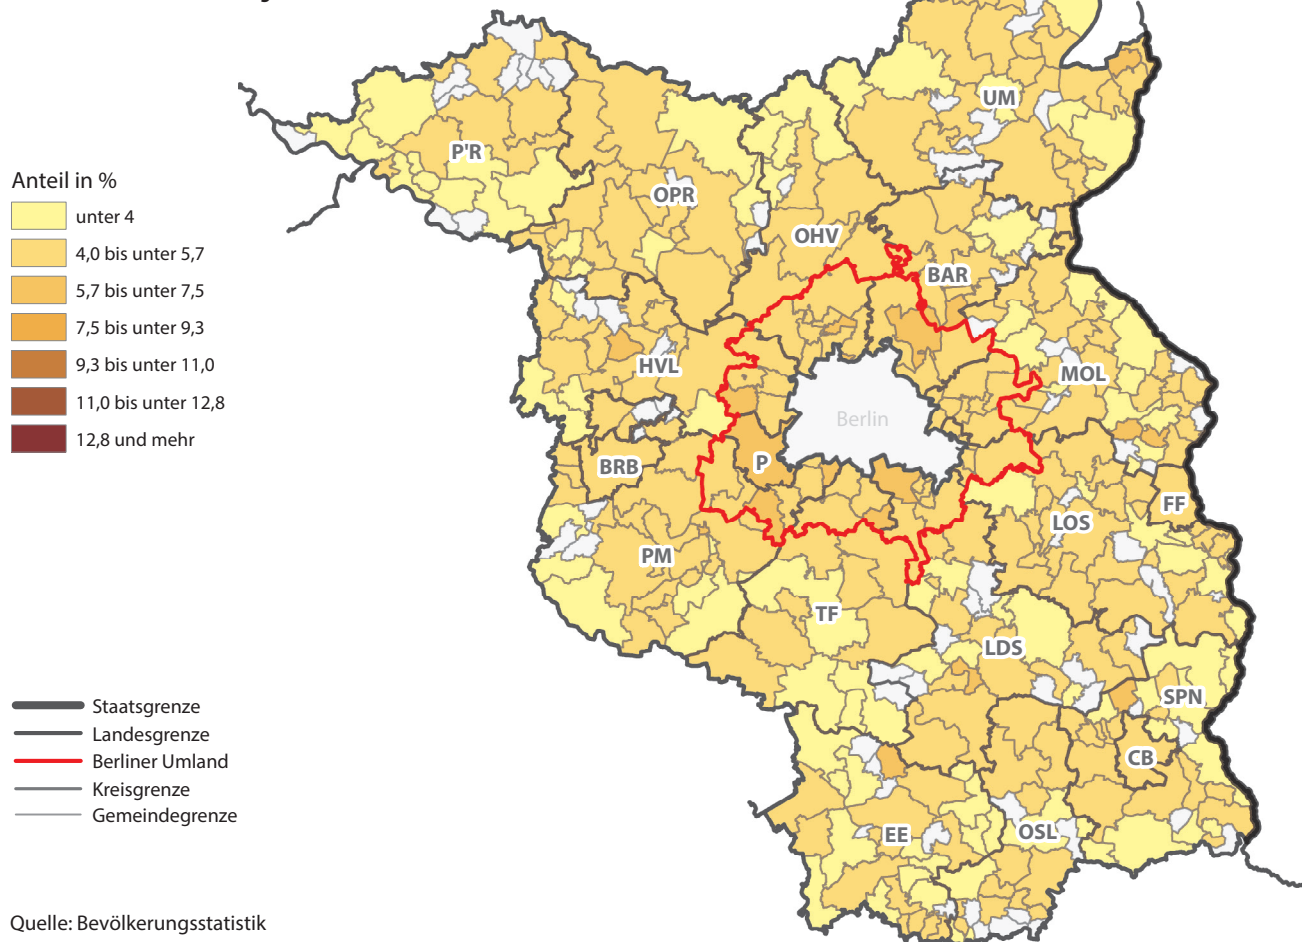 UM
P'R
OPR
Anteil in %
unter 4
4,0 bis unter 5,7
5,7 bis unter 7,5
7,5 bis unter 9,3
9,3 bis unter 11,0
11,0 bis unter 12,8
12,8 und mehr
OHV
BAR
HVL
MOL
Berlin
BRB
P
FF
LOS
PM
TF
LDS
SPN
CB
EE
OSL
Staatsgrenze
Landesgrenze
Berliner Umland
Kreisgrenze
Gemeindegrenze
Quelle: Bevölkerungsstatistik